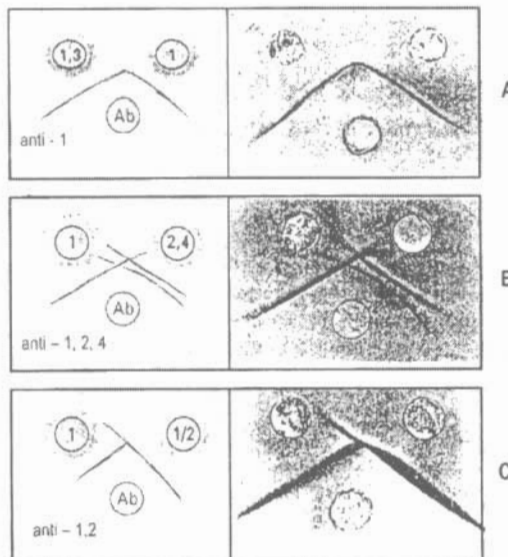 1,3 1
Ab
anti - 1
A
1 2,4
Ab
anti – 1, 2, 4
1 1/2
Ab
anti – 1,2
C